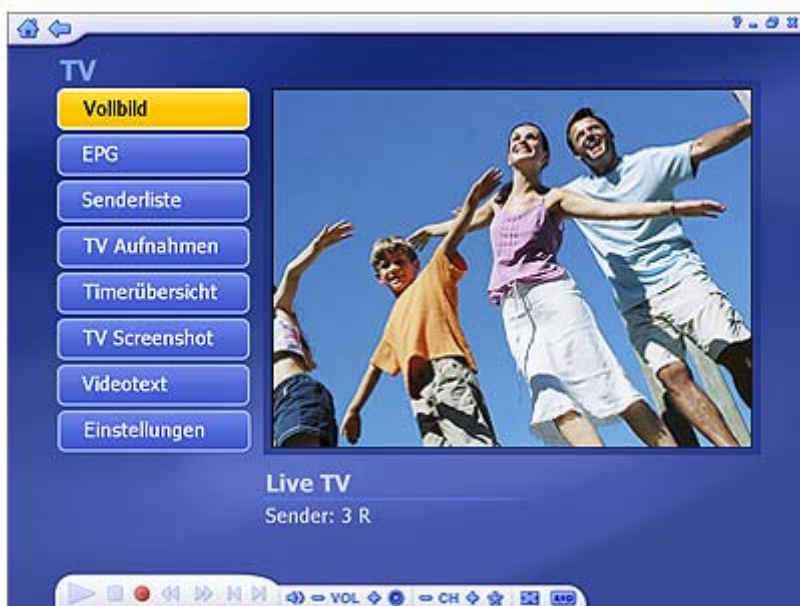 TV
Vollbild
EPG
Senderliste
TV Aufnahmen
Timerübersicht
TV Screenshot
Videotext
Einstellungen
Live TV
Sender: 3 R
VOL
CH